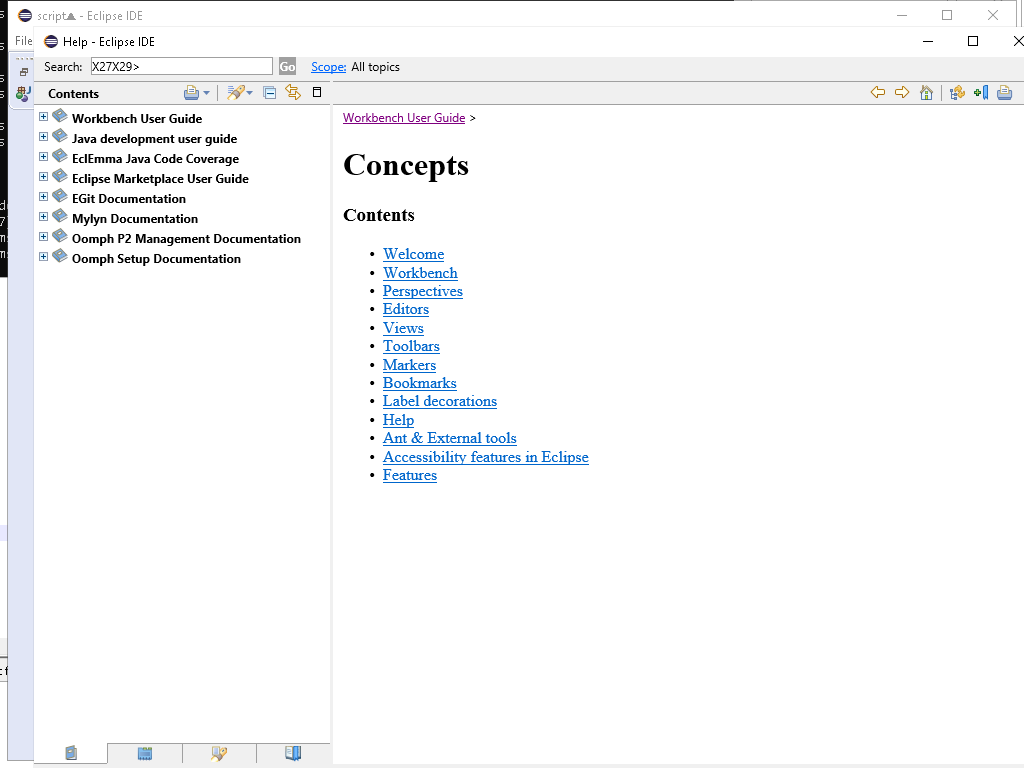 script▲ - Eclipse IDE
File
Help - Eclipse IDE
Search: X27X29> Go Scope: All topics
Contents
Workbench User Guide
Java development user guide
EclEmma Java Code Coverage
Eclipse Marketplace User Guide
EGit Documentation
Mylyn Documentation
Oomph P2 Management Documentation
Oomph Setup Documentation
Workbench User Guide >
Concepts
Contents
• Welcome
• Workbench
• Perspectives
• Editors
• Views
• Toolbars
• Markers
• Bookmarks
• Label decorations
• Help
• Ant & External tools
• Accessibility features in Eclipse
• Features